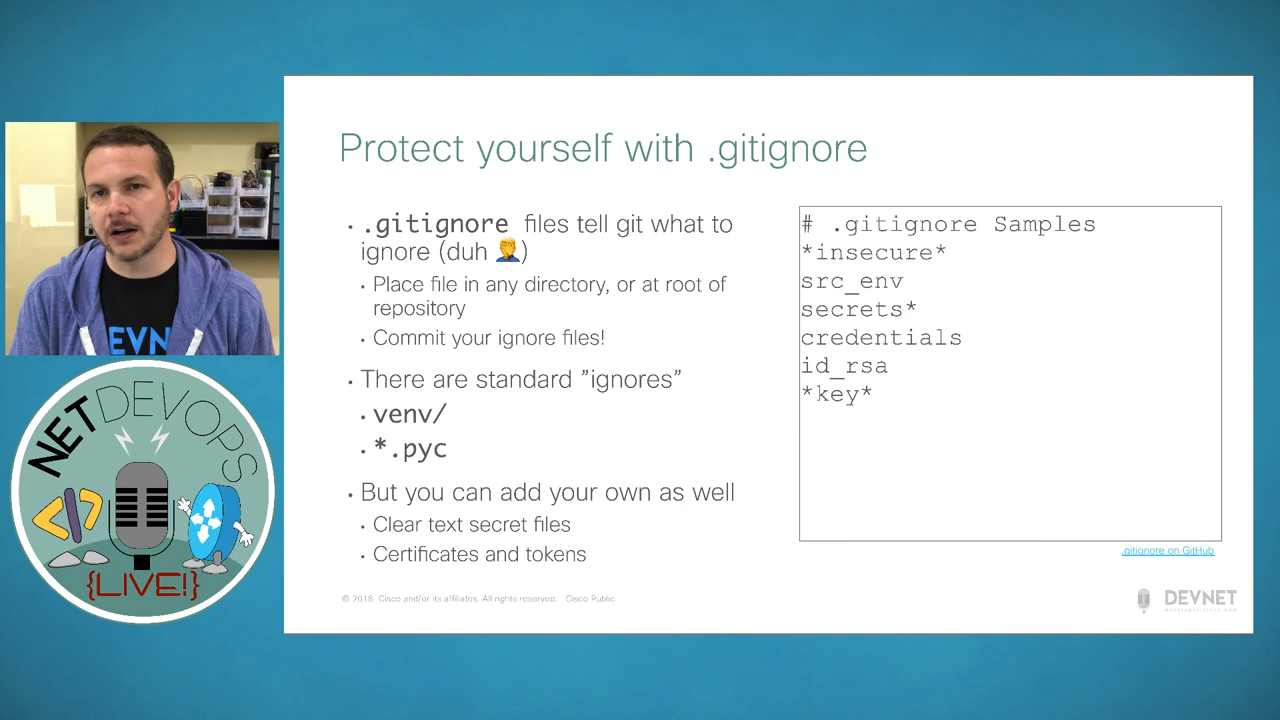 Protect yourself with .gitignore
• .gitignore files tell git what to
ignore (duh 🤦)
• Place file in any directory, or at root of
repository
• Commit your ignore files!
• There are standard ”ignores”
• venv/
• *.pyc
• But you can add your own as well
• Clear text secret files
• Certificates and tokens
# .gitignore Samples
*insecure*
src_env
secrets*
credentials
id_rsa
*key*
.gitignore on GitHub
© 2018 Cisco and/or its affiliates. All rights reserved. Cisco Public
DEVNET
developer.cisco.com
EVN
NETDEVOPS
</>
{LIVE!}